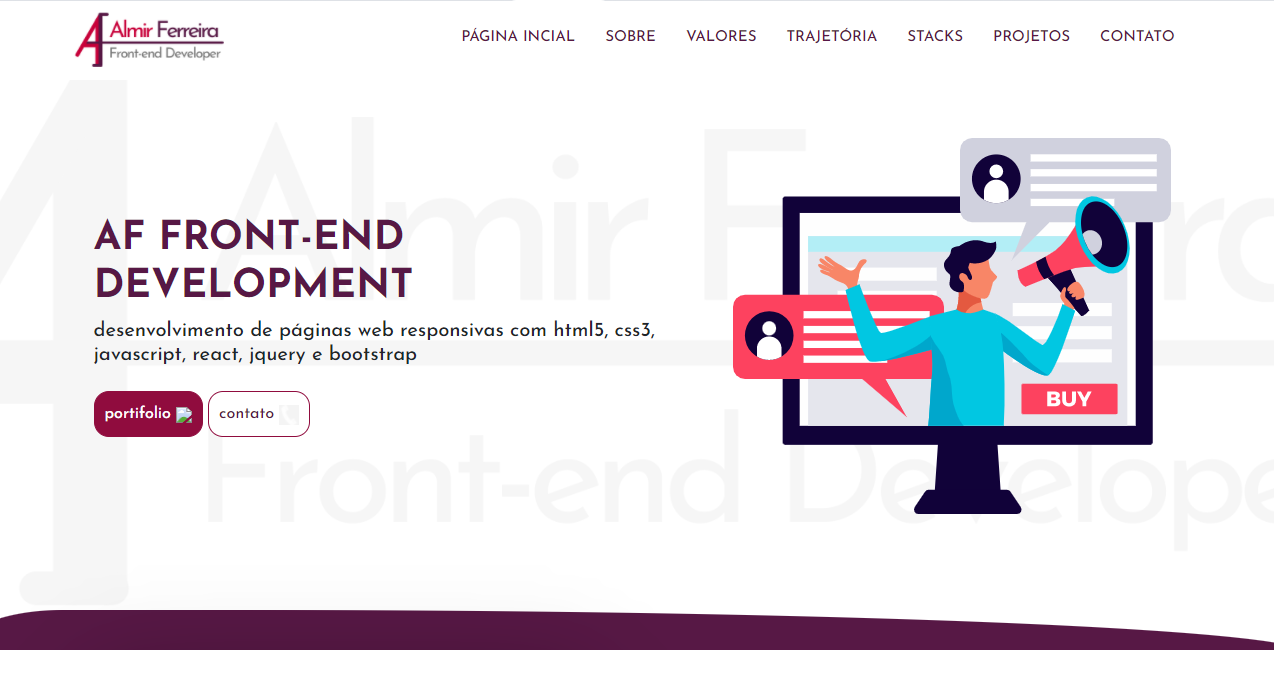 Almir Ferreira
Front-end Developer
PÁGINA INCIAL SOBRE VALORES TRAJETÓRIA STACKS PROJETOS CONTATO
Almir Ferreira
Front-end Developer
AF FRONT-END
DEVELOPMENT
desenvolvimento de páginas web responsivas com html5, css3,
javascript, react, jquery e bootstrap
portifolio contato
BUY